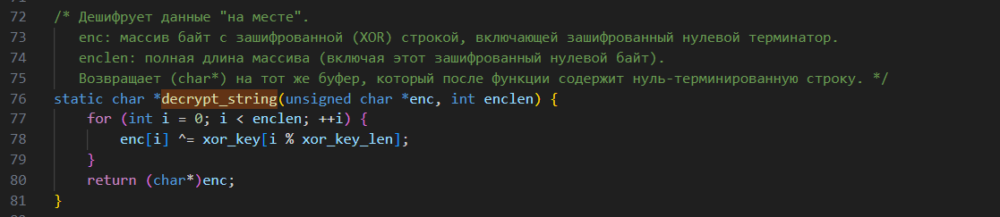 72 /* Дешифрует данные "на месте".
73 enc: массив байт с зашифрованной (XOR) строкой, включающей зашифрованный нулевой терминатор.
74 enclen: полная длина массива (включая этот зашифрованный нулевой байт).
75 Возвращает (char*) на тот же буфер, который после функции содержит нуль-терминированную строку. */
76 static char *decrypt_string(unsigned char *enc, int enclen) {
77 for (int i = 0; i < enclen; ++i) {
78 enc[i] ^= xor_key[i % xor_key_len];
79 }
80 return (char*)enc;
81 }